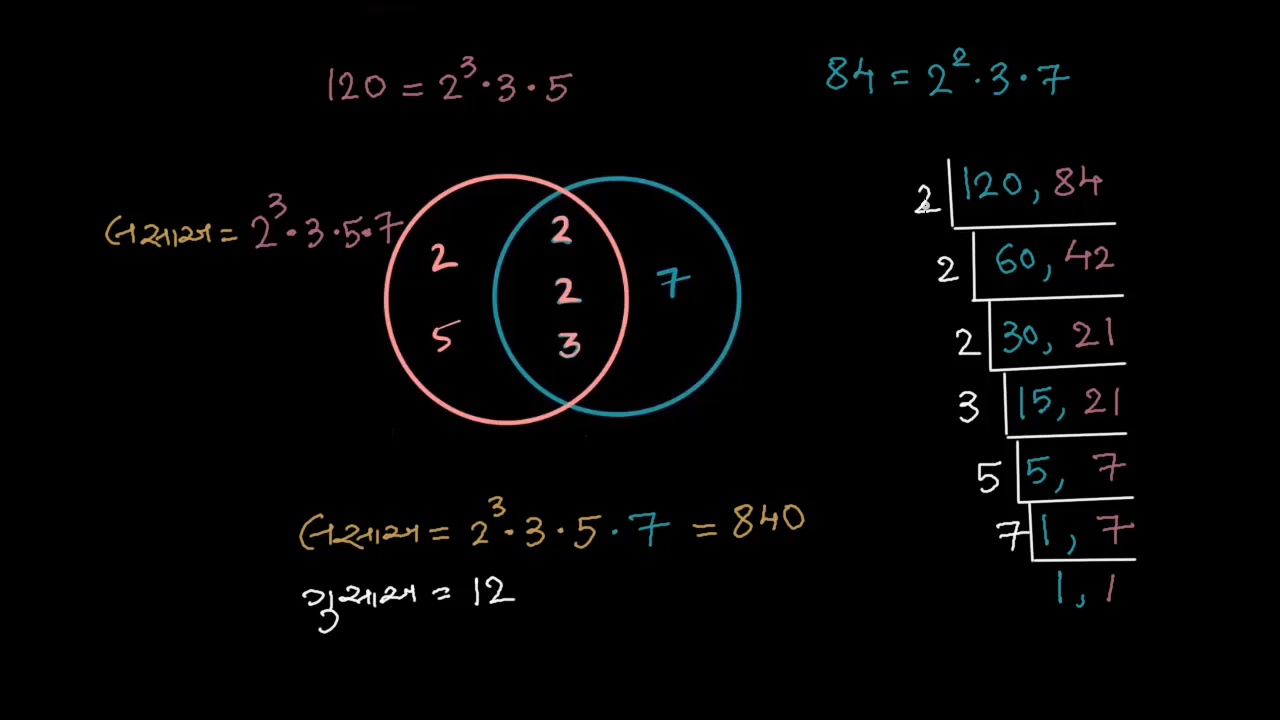 120 = 2³·3·5
84 = 2²·3·7
લસાઅ = 2³·3·5·7
2
5
2
2
3
7
2 120, 84
2 60, 42
2 30, 21
3 15, 21
5 5, 7
7 1, 7
1, 1
લસાઅ = 2³·3·5·7 = 840
ગુસાઅ = 12